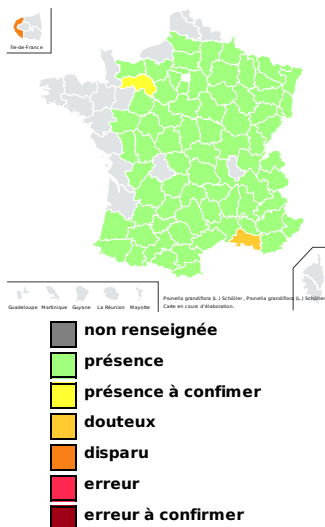 Île-de-France
Guadeloupe Martinique Guyane La Réunion Mayotte
Prunella grandiflora (L.) Schöller , Prunella grandiflora (L.) Schöller
Carte en cours d'élaboration.
non renseignée
présence
présence à confimer
douteux
disparu
erreur
erreur à confirmer